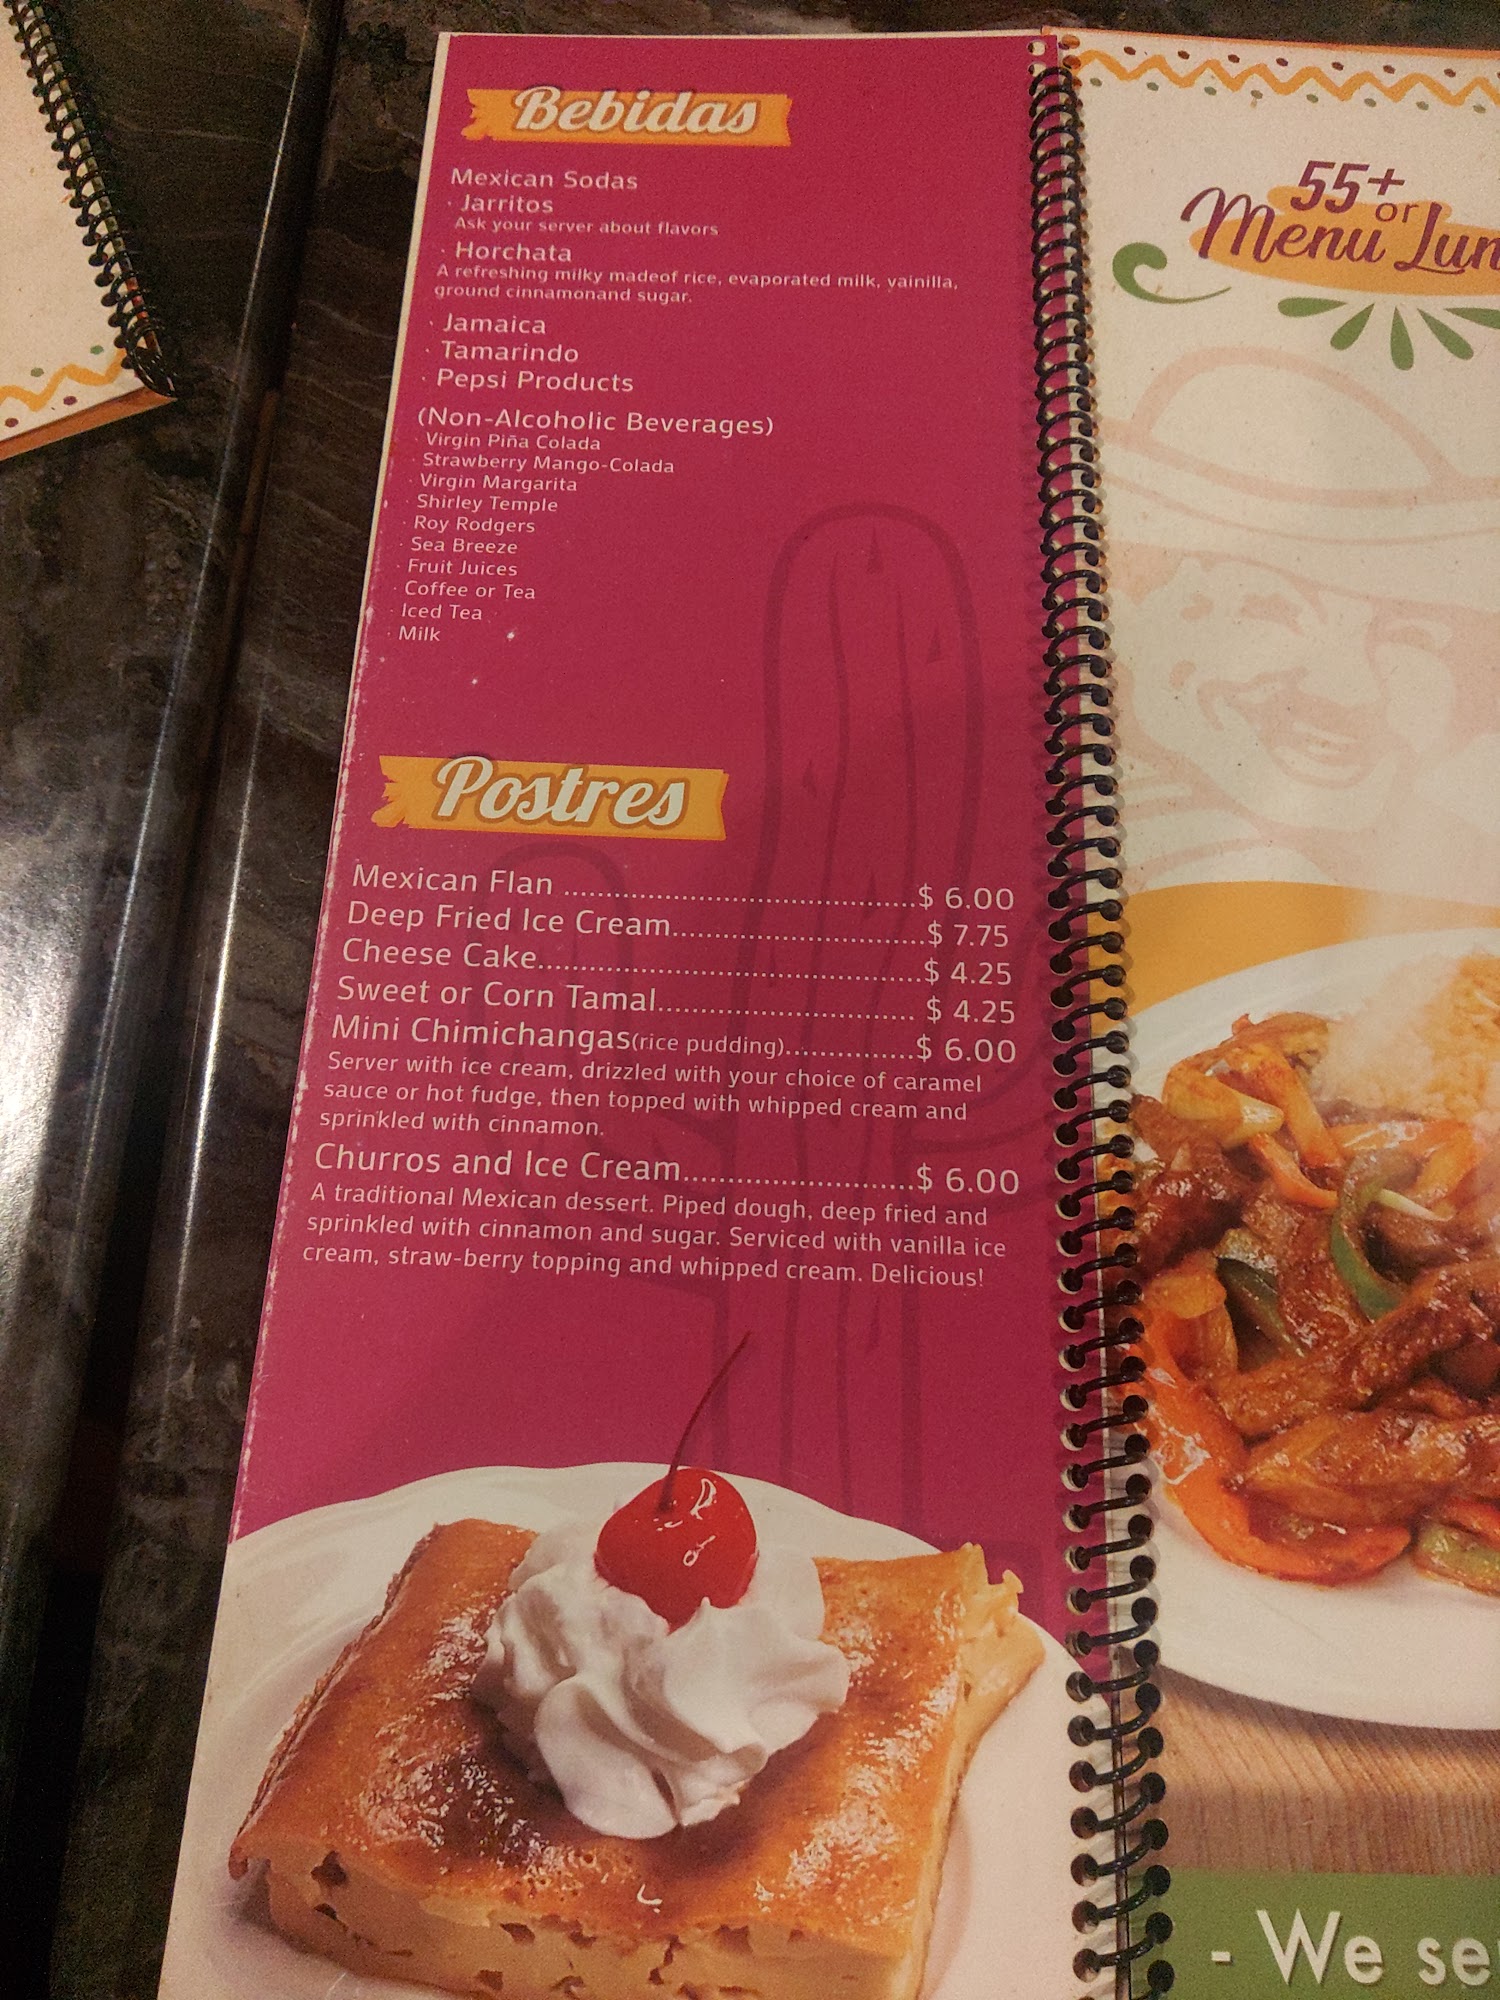 Bebidas
Mexican Sodas
· Jarritos
Ask your server about flavors
· Horchata
A refreshing milky madeof rice, evaporated milk, vainilla,
ground cinnamonand sugar.
· Jamaica
· Tamarindo
· Pepsi Products
(Non-Alcoholic Beverages)
· Virgin Piña Colada
· Strawberry Mango-Colada
· Virgin Margarita
· Shirley Temple
· Roy Rodgers
· Sea Breeze
· Fruit Juices
· Coffee or Tea
· Iced Tea
· Milk
Postres
Mexican Flan ........................................$ 6.00
Deep Fried Ice Cream.............................$ 7.75
Cheese Cake...........................................$ 4.25
Sweet or Corn Tamal............................. $ 4.25
Mini Chimichangas(rice pudding)...............$ 6.00
Server with ice cream, drizzled with your choice of caramel
sauce or hot fudge, then topped with whipped cream and
sprinkled with cinnamon.
Churros and Ice Cream..........................$ 6.00
A traditional Mexican dessert. Piped dough, deep fried and
sprinkled with cinnamon and sugar. Serviced with vanilla ice
cream, straw-berry topping and whipped cream. Delicious!
55+
or
Menu Lun
- We se